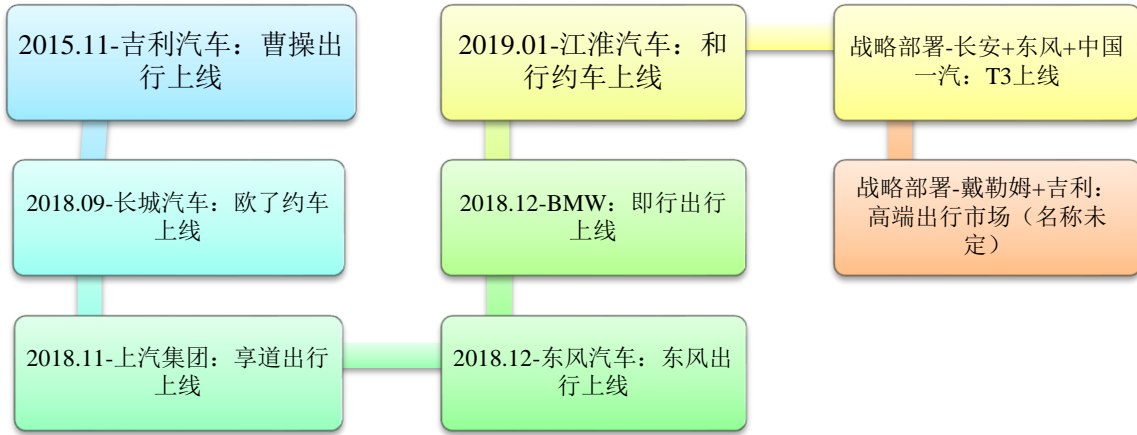 2015.11-吉利汽车：曹操出
行上线
2018.09-长城汽车：欧了约车
上线
2018.11-上汽集团：享道出行
上线
2018.12-东风汽车：东风出
行上线
2018.12-BMW：即行出行
上线
2019.01-江淮汽车：和
行约车上线
战略部署-长安+东风+中国
一汽：T3上线
战略部署-戴勒姆+吉利：
高端出行市场（名称未
定）